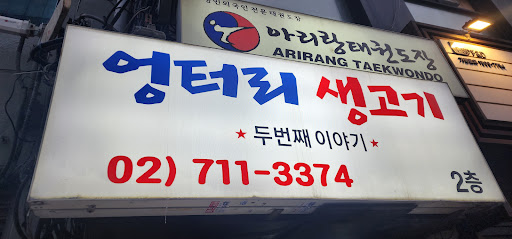 아리랑태권도장
ARIRANG TAEKWONDO
엉터리 생고기
★ 두번째 이야기 ★
02) 711-3374
2층